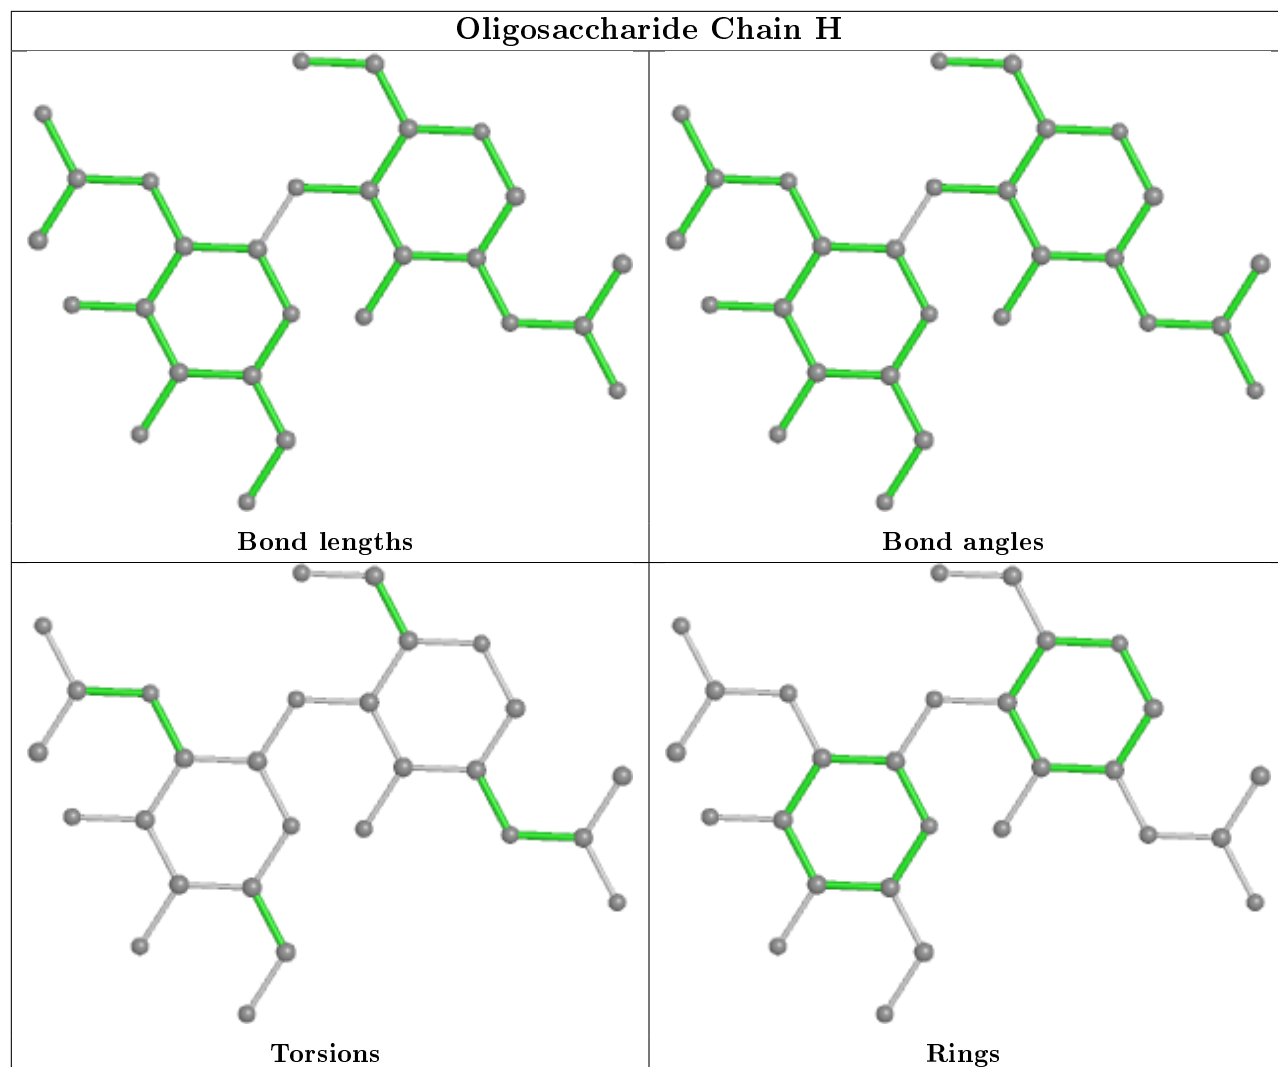 Oligosaccharide Chain H
Bond lengths
Bond angles
Torsions
Rings